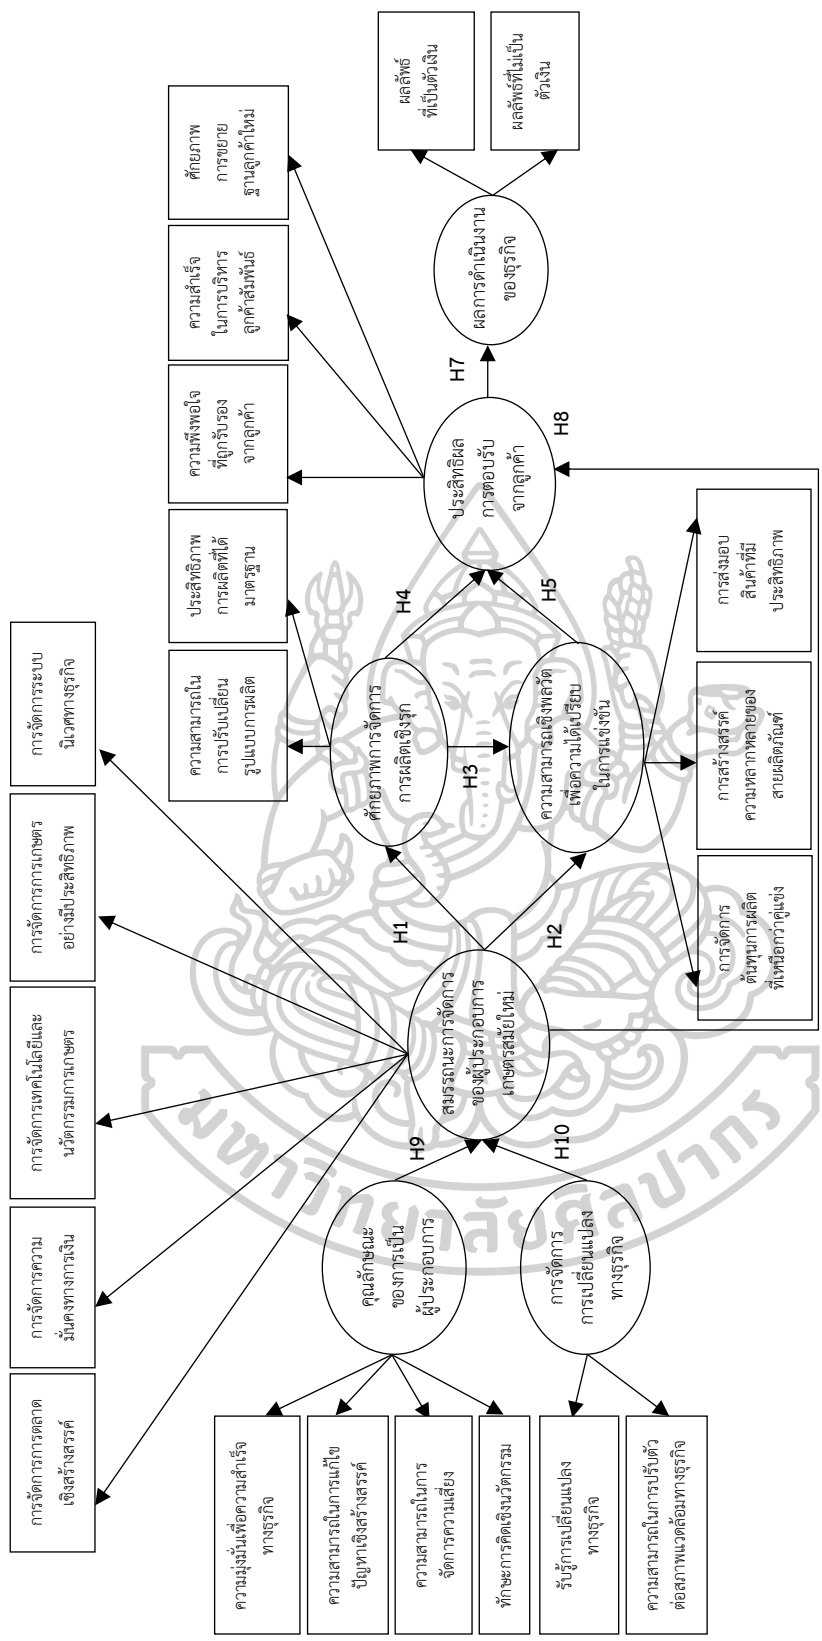 การจัดการการตลาด
เชิงสร้างสรรค์
การจัดการความ
มั่นคงทางการเงิน
การจัดการเทคโนโลยีและ
นวัตกรรมการเกษตร
การจัดการการเกษตร
อย่างมีประสิทธิภาพ
การจัดการระบบ
นิเวศทางธุรกิจ
ความสามารถใน
การปรับเปลี่ยน
รูปแบบการผลิต
ประสิทธิภาพ
การผลิตที่ได้
มาตรฐาน
ความพึงพอใจ
ที่ถูกรับรอง
จากลูกค้า
ความสำเร็จ
ในการบริหาร
ลูกค้าสัมพันธ์
ศักยภาพ
การขยาย
ฐานลูกค้าใหม่
ความมุ่งมั่นเพื่อความสำเร็จ
ทางธุรกิจ
ความสามารถในการแก้ไข
ปัญหาเชิงสร้างสรรค์
ความสามารถในการ
จัดการความเสี่ยง
ทักษะการคิดเชิงนวัตกรรม
รับรู้การเปลี่ยนแปลง
ทางธุรกิจ
ความสามารถในการปรับตัว
ต่อสภาพแวดล้อมทางธุรกิจ
คุณลักษณะ
ของการเป็น
ผู้ประกอบการ
การจัดการ
การเปลี่ยนแปลง
ทางธุรกิจ
H9
H10
สมรรถนะการจัดการ
ของผู้ประกอบการ
เกษตรสมัยใหม่
H1
H2
ศักยภาพการจัดการ
การผลิตเชิงรุก
H3
ความสามารถเชิงพลวัต
เพื่อความได้เปรียบ
ในการแข่งขัน
H4
H5
ประสิทธิผล
การตอบรับ
จากลูกค้า
H7
H8
ผลการดำเนินงาน
ของธุรกิจ
ผลลัพธ์
ที่เป็นตัวเงิน
ผลลัพธ์ที่ไม่เป็น
ตัวเงิน
การจัดการ
ต้นทุนการผลิต
ที่เหนือกว่าคู่แข่ง
การสร้างสรรค์
ความหลากหลายของ
สายผลิตภัณฑ์
การส่งมอบ
สินค้าที่มี
ประสิทธิภาพ
มหาวิทยาลัยศิลปากร